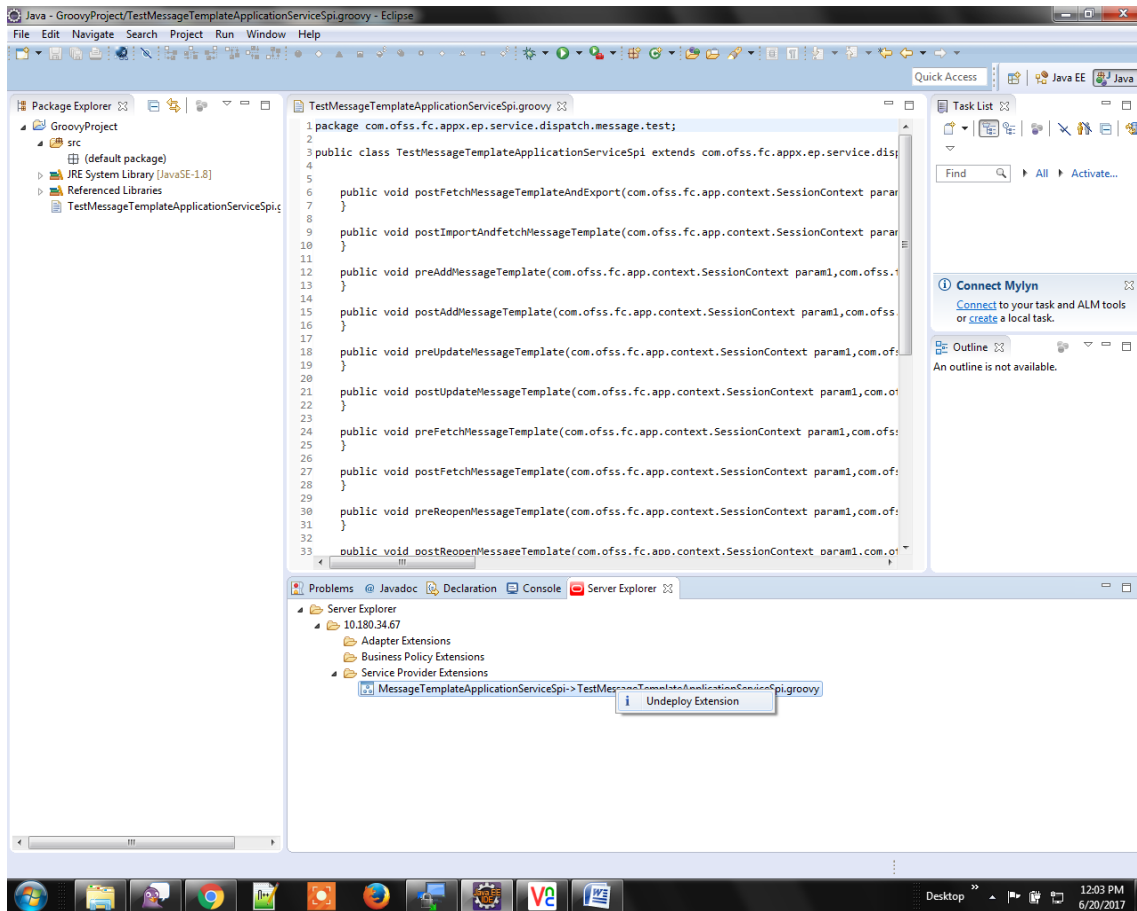 Java - GroovyProject/TestMessageTemplateApplicationServiceSpi.groovy - Eclipse
File Edit Navigate Search Project Run Window Help
Quick Access
Java EE
Java
Package Explorer
GroovyProject
src
(default package)
JRE System Library [JavaSE-1.8]
Referenced Libraries
TestMessageTemplateApplicationServiceSpi.g
TestMessageTemplateApplicationServiceSpi.groovy
1 package com.ofss.fc.appx.ep.service.dispatch.message.test;
2
3 public class TestMessageTemplateApplicationServiceSpi extends com.ofss.fc.appx.ep.service.disp
4
5
6 public void postFetchMessageTemplateAndExport(com.ofss.fc.app.context.SessionContext param
7 }
8
9 public void postImportAndfetchMessageTemplate(com.ofss.fc.app.context.SessionContext param
10 }
11
12 public void preAddMessageTemplate(com.ofss.fc.app.context.SessionContext param1,com.ofss.f
13 }
14
15 public void postAddMessageTemplate(com.ofss.fc.app.context.SessionContext param1,com.ofss.
16 }
17
18 public void preUpdateMessageTemplate(com.ofss.fc.app.context.SessionContext param1,com.ofs
19 }
20
21 public void postUpdateMessageTemplate(com.ofss.fc.app.context.SessionContext param1,com.of
22 }
23
24 public void preFetchMessageTemplate(com.ofss.fc.app.context.SessionContext param1,com.ofss
25 }
26
27 public void postFetchMessageTemplate(com.ofss.fc.app.context.SessionContext param1,com.ofs
28 }
29
30 public void preReopenMessageTemplate(com.ofss.fc.app.context.SessionContext param1,com.ofs
31 }
32
33 public void postReopenMessageTemplate(com.ofss.fc.app.context.SessionContext param1,com.of
Task List
Find All Activate...
Connect Mylyn
Connect to your task and ALM tools
or create a local task.
Outline
An outline is not available.
Problems @ Javadoc Declaration Console Server Explorer
Server Explorer
10.180.34.67
Adapter Extensions
Business Policy Extensions
Service Provider Extensions
MessageTemplateApplicationServiceSpi->TestMessageTemplateApplicationServiceSpi.groovy
Undeploy Extension
Desktop
12:03 PM
6/20/2017